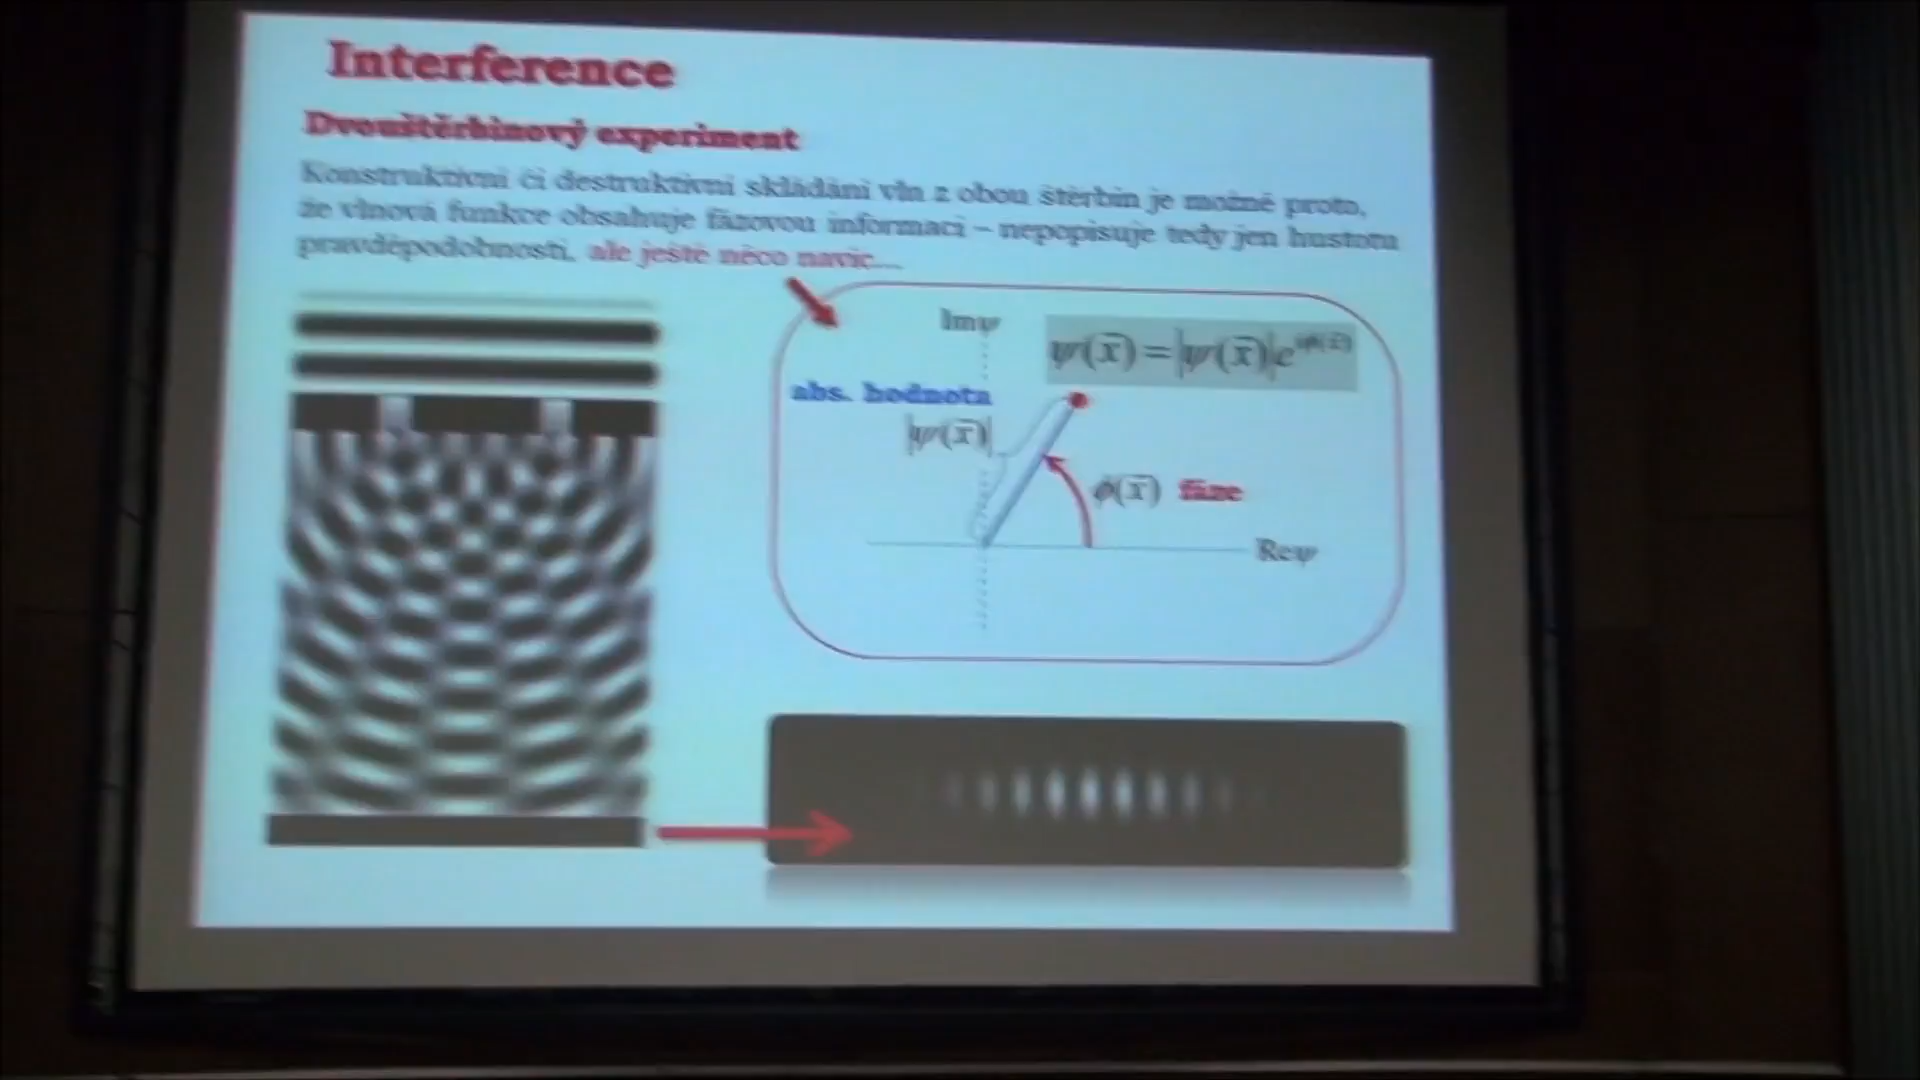 Interference
Dvouštěrbinový experiment
Konstruktivní či destruktivní skládání vln z obou štěrbin je možné proto,
že vlnová funkce obsahuje fázovou informaci – nepopisuje tedy jen hustotu
pravděpodobnosti, ale ještě něco navíc...
Imψ
ψ(x⃗) = |ψ(x⃗)|e^{iϕ(x⃗)}
abs. hodnota
|ψ(x⃗)|
ϕ(x⃗) fáze
Reψ